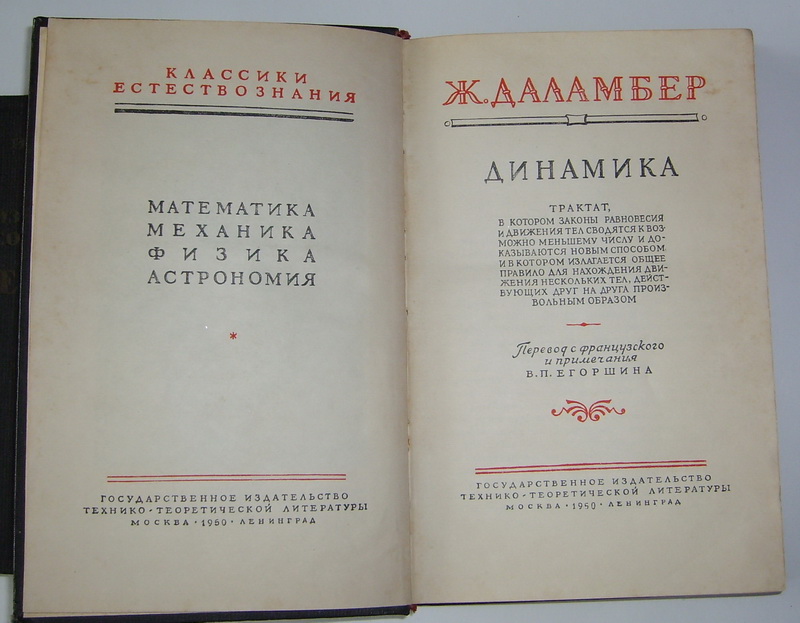 КЛАССИКИ
ЕСТЕСТВОЗНАНИЯ
МАТЕМАТИКА
МЕХАНИКА
ФИЗИКА
АСТРОНОМИЯ
*
ГОСУДАРСТВЕННОЕ ИЗДАТЕЛЬСТВО
ТЕХНИКО-ТЕОРЕТИЧЕСКОЙ ЛИТЕРАТУРЫ
МОСКВА · 1950 · ЛЕНИНГРАД
Ж. ДАЛАМБЕР
ДИНАМИКА
ТРАКТАТ,
В КОТОРОМ ЗАКОНЫ РАВНОВЕСИЯ
И ДВИЖЕНИЯ ТЕЛ СВОДЯТСЯ К ВОЗ-
МОЖНО МЕНЬШЕМУ ЧИСЛУ И ДО-
КАЗЫВАЮТСЯ НОВЫМ СПОСОБОМ,
И В КОТОРОМ ИЗЛАГАЕТСЯ ОБЩЕЕ
ПРАВИЛО ДЛЯ НАХОЖДЕНИЯ ДВИ-
ЖЕНИЯ НЕСКОЛЬКИХ ТЕЛ, ДЕЙСТ-
ВУЮЩИХ ДРУГ НА ДРУГА ПРОИЗ-
ВОЛЬНЫМ ОБРАЗОМ
Перевод с французского
и примечания
В. П. ЕГОРШИНА
ГОСУДАРСТВЕННОЕ ИЗДАТЕЛЬСТВО
ТЕХНИКО-ТЕОРЕТИЧЕСКОЙ ЛИТЕРАТУРЫ
МОСКВА · 1950 · ЛЕНИНГРАД